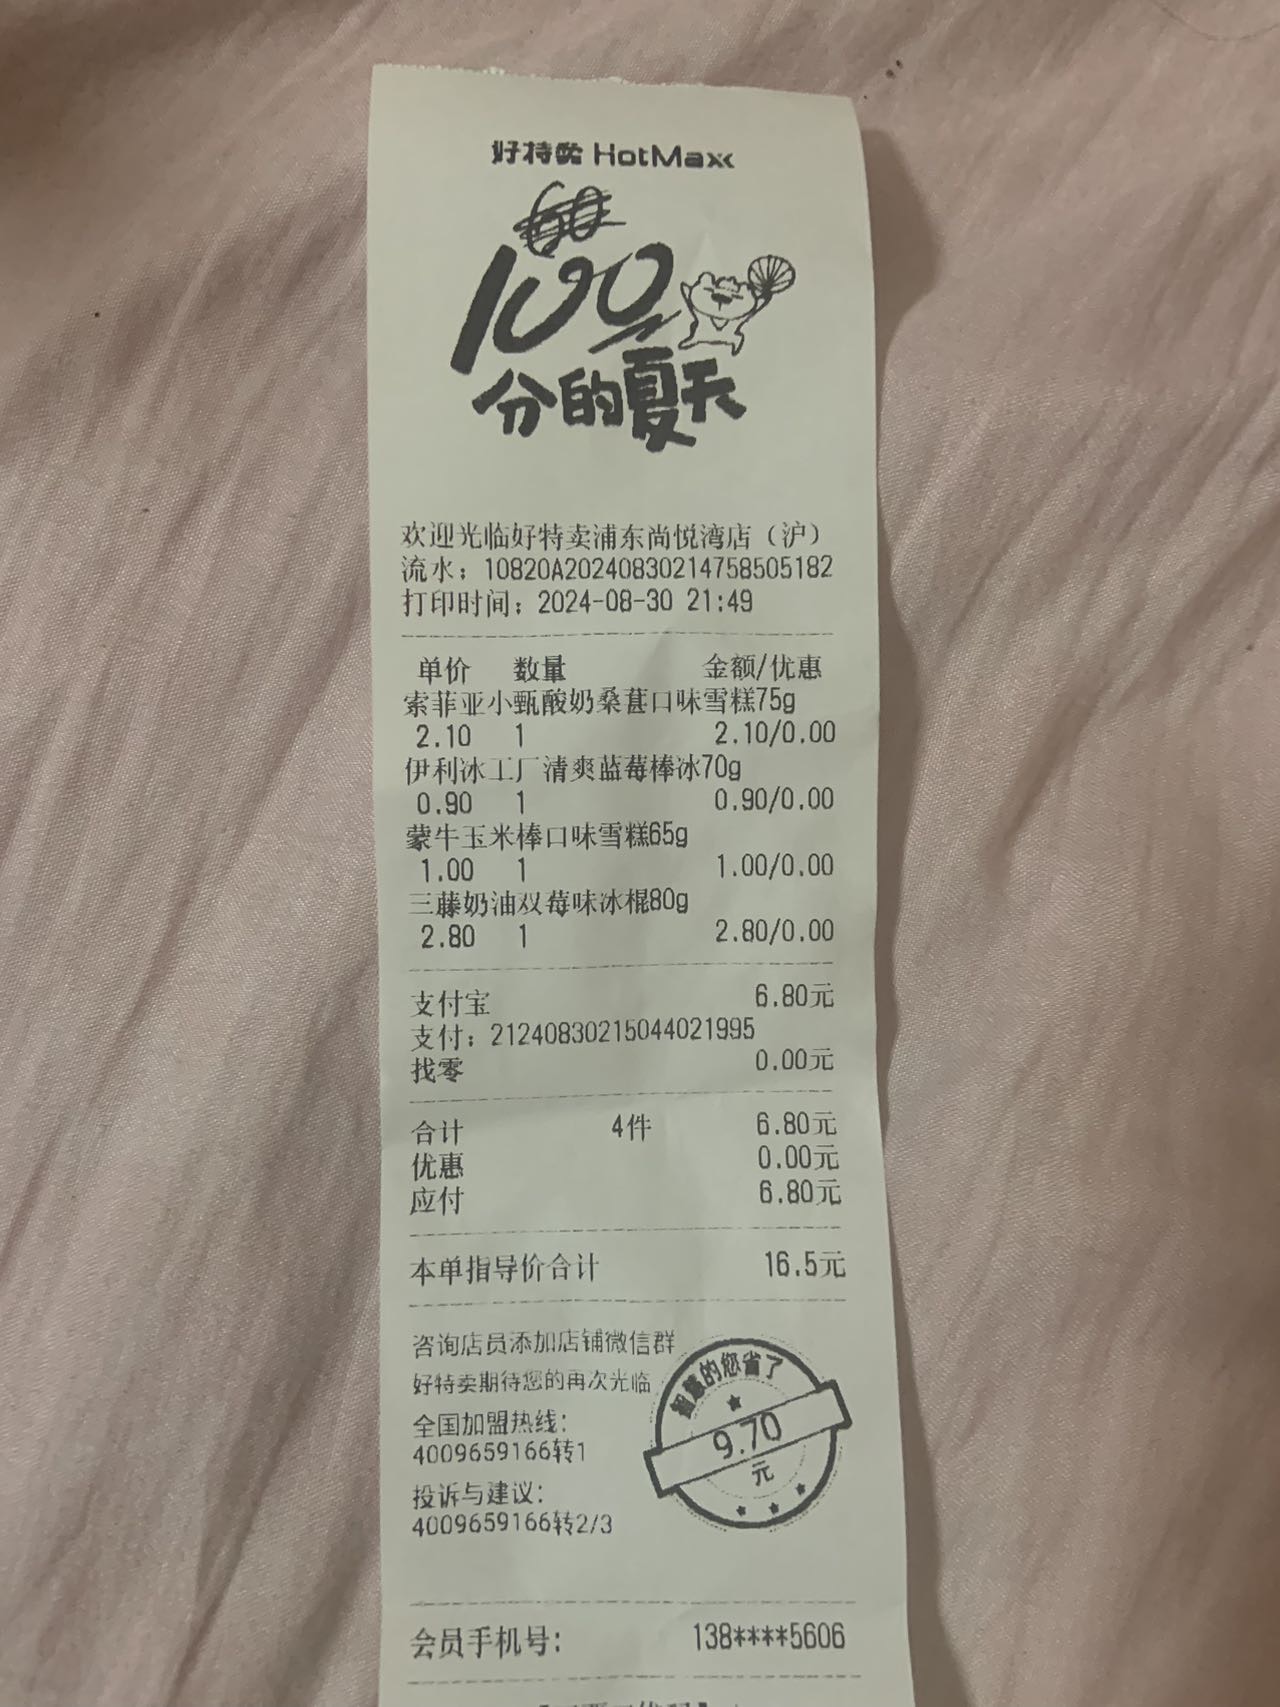 好特卖 HotMaxx
60
100
分的夏天
欢迎光临好特卖浦东尚悦湾店（沪）
流水：10820A202408302147585051​82
打印时间：2024-08-30 21:49
单价 数量 金额/优惠
索菲亚小甄酸奶桑葚口味雪糕75g
2.10 1 2.10/0.00
伊利冰工厂清爽蓝莓棒冰70g
0.90 1 0.90/0.00
蒙牛玉米棒口味雪糕65g
1.00 1 1.00/0.00
三藤奶油双莓味冰棍80g
2.80 1 2.80/0.00
支付宝 6.80元
支付：21240830215044021995
找零 0.00元
合计 4件 6.80元
优惠 0.00元
应付 6.80元
本单指导价合计 16.5元
咨询店员添加店铺微信群
好特卖期待您的再次光临
全国加盟热线：
4009659166转1
投诉与建议：
4009659166转2/3
智慧的您省了
9.70
元
会员手机号： 138****5606